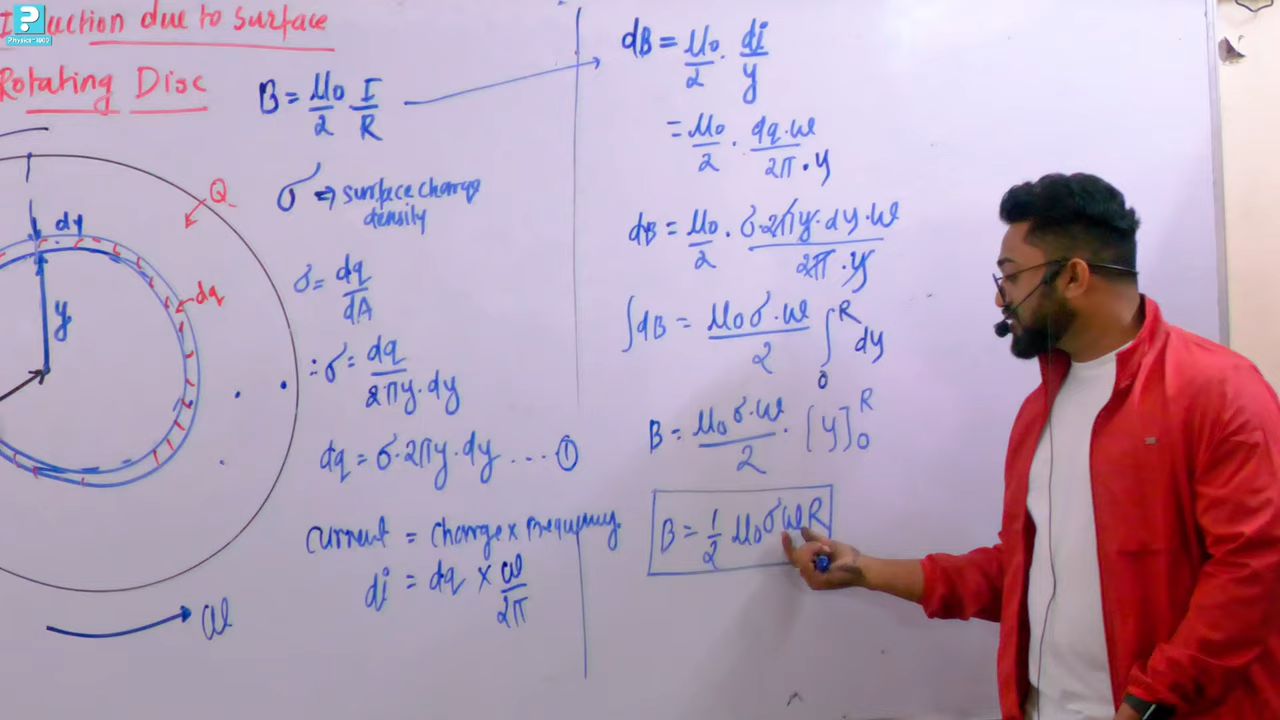 ?
Physics-1900
Induction due to surface
Rotating Disc
B = μ₀/2 I/R
σ ⇒ surface charge
density
Q
dy
dq
y
σ = dq/dA
∴ σ = dq/2πy·dy
dq = σ·2πy·dy ... ①
current = charge × frequency.
di = dq × ω/2π
ω
dB = μ₀/2 · di/y
= μ₀/2 · dq·ω/2π·y
dB = μ₀/2 · σ·2πy·dy·ω/2π·y
∫dB = μ₀σ·ω/2 ∫₀ᴿ dy
B = μ₀σ·ω/2 · [y]₀ᴿ
B = 1/2 μ₀σωR